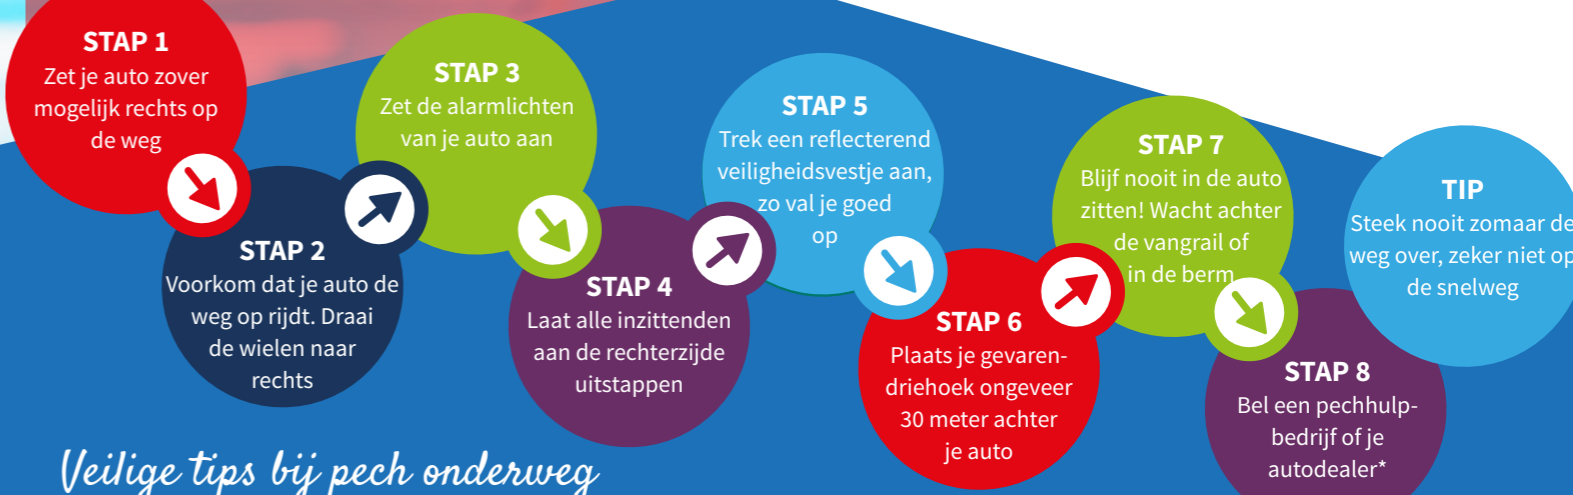 STAP 1
Zet je auto zover
mogelijk rechts op
de weg
STAP 2
Voorkom dat je auto de
weg op rijdt. Draai
de wielen naar
rechts
STAP 3
Zet de alarmlichten
van je auto aan
STAP 4
Laat alle inzittenden
aan de rechterzijde
uitstappen
STAP 5
Trek een reflecterend
veiligheidsvestje aan,
zo val je goed
op
STAP 6
Plaats je gevaren-
driehoek ongeveer
30 meter achter
je auto
STAP 7
Blijf nooit in de auto
zitten! Wacht achter
de vangrail of
in de berm
STAP 8
Bel een pechhulp-
bedrijf of je
autodealer*
TIP
Steek nooit zomaar de
weg over, zeker niet op
de snelweg
Veilige tips bij pech onderweg